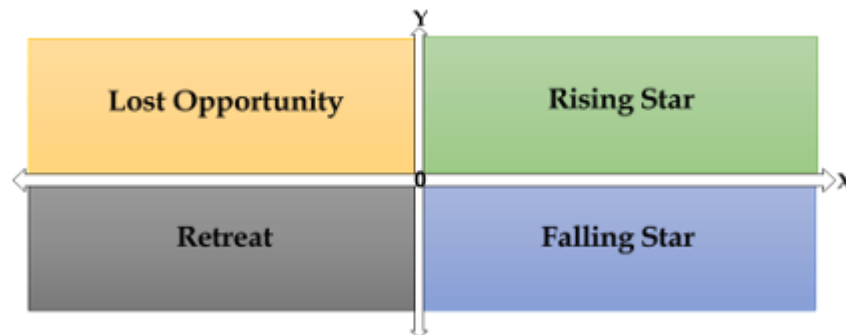 Y
Lost Opportunity
Rising Star
0
X
Retreat
Falling Star